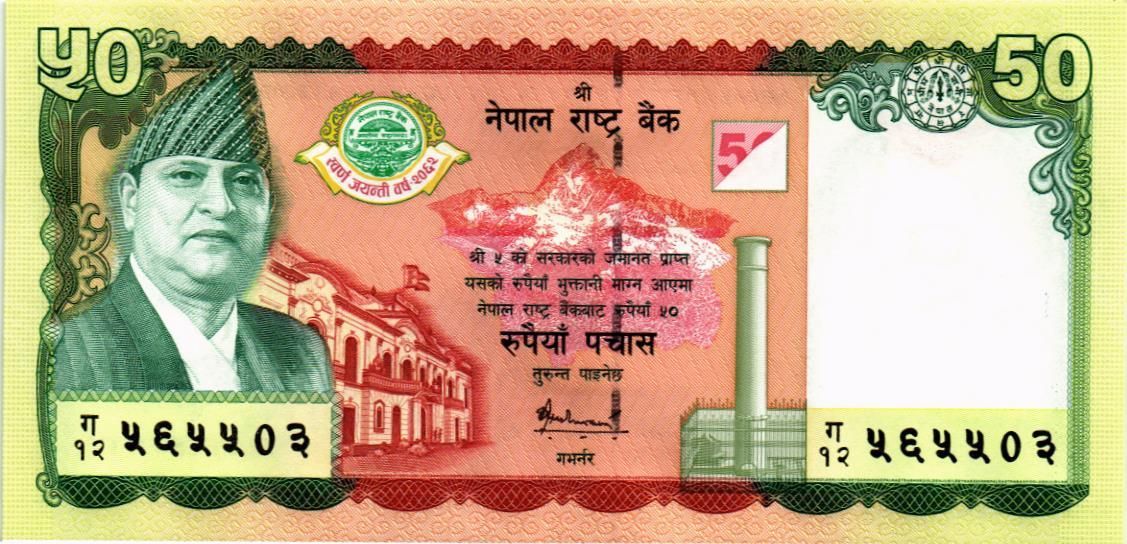 ५०
50
श्री
नेपाल राष्ट्र बैंक
नेपाल राष्ट्र बैंक
स्वर्ण जयन्ती वर्ष-२०६२
50
श्री ५ को सरकारको जमानत प्राप्त
यसको रुपैयाँ भुक्तानी माग्न आएमा
नेपाल राष्ट्र बैंकबाट रुपैयाँ ५०
रुपैयाँ पचास
तुरुन्त पाइनेछ
गभर्नर
ग
१२ ५६५५०३
ग
१२ ५६५५०३